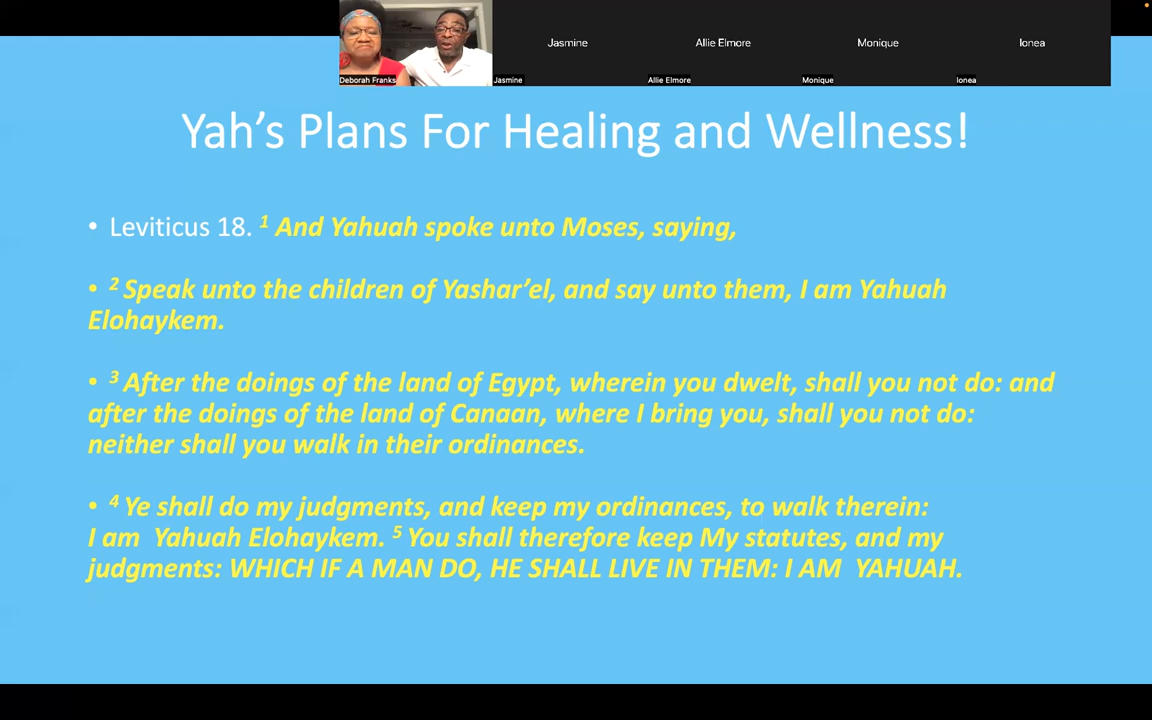 Jasmine
Allie Elmore
Monique
Ionea
Deborah Franks
Jasmine
Allie Elmore
Monique
Ionea
Yah's Plans For Healing and Wellness!
• Leviticus 18. 1 And Yahuah spoke unto Moses, saying,
• 2 Speak unto the children of Yashar'el, and say unto them, I am Yahuah
Elohaykem.
• 3 After the doings of the land of Egypt, wherein you dwelt, shall you not do: and
after the doings of the land of Canaan, where I bring you, shall you not do:
neither shall you walk in their ordinances.
• 4 Ye shall do my judgments, and keep my ordinances, to walk therein:
I am Yahuah Elohaykem. 5 You shall therefore keep My statutes, and my
judgments: WHICH IF A MAN DO, HE SHALL LIVE IN THEM: I AM YAHUAH.